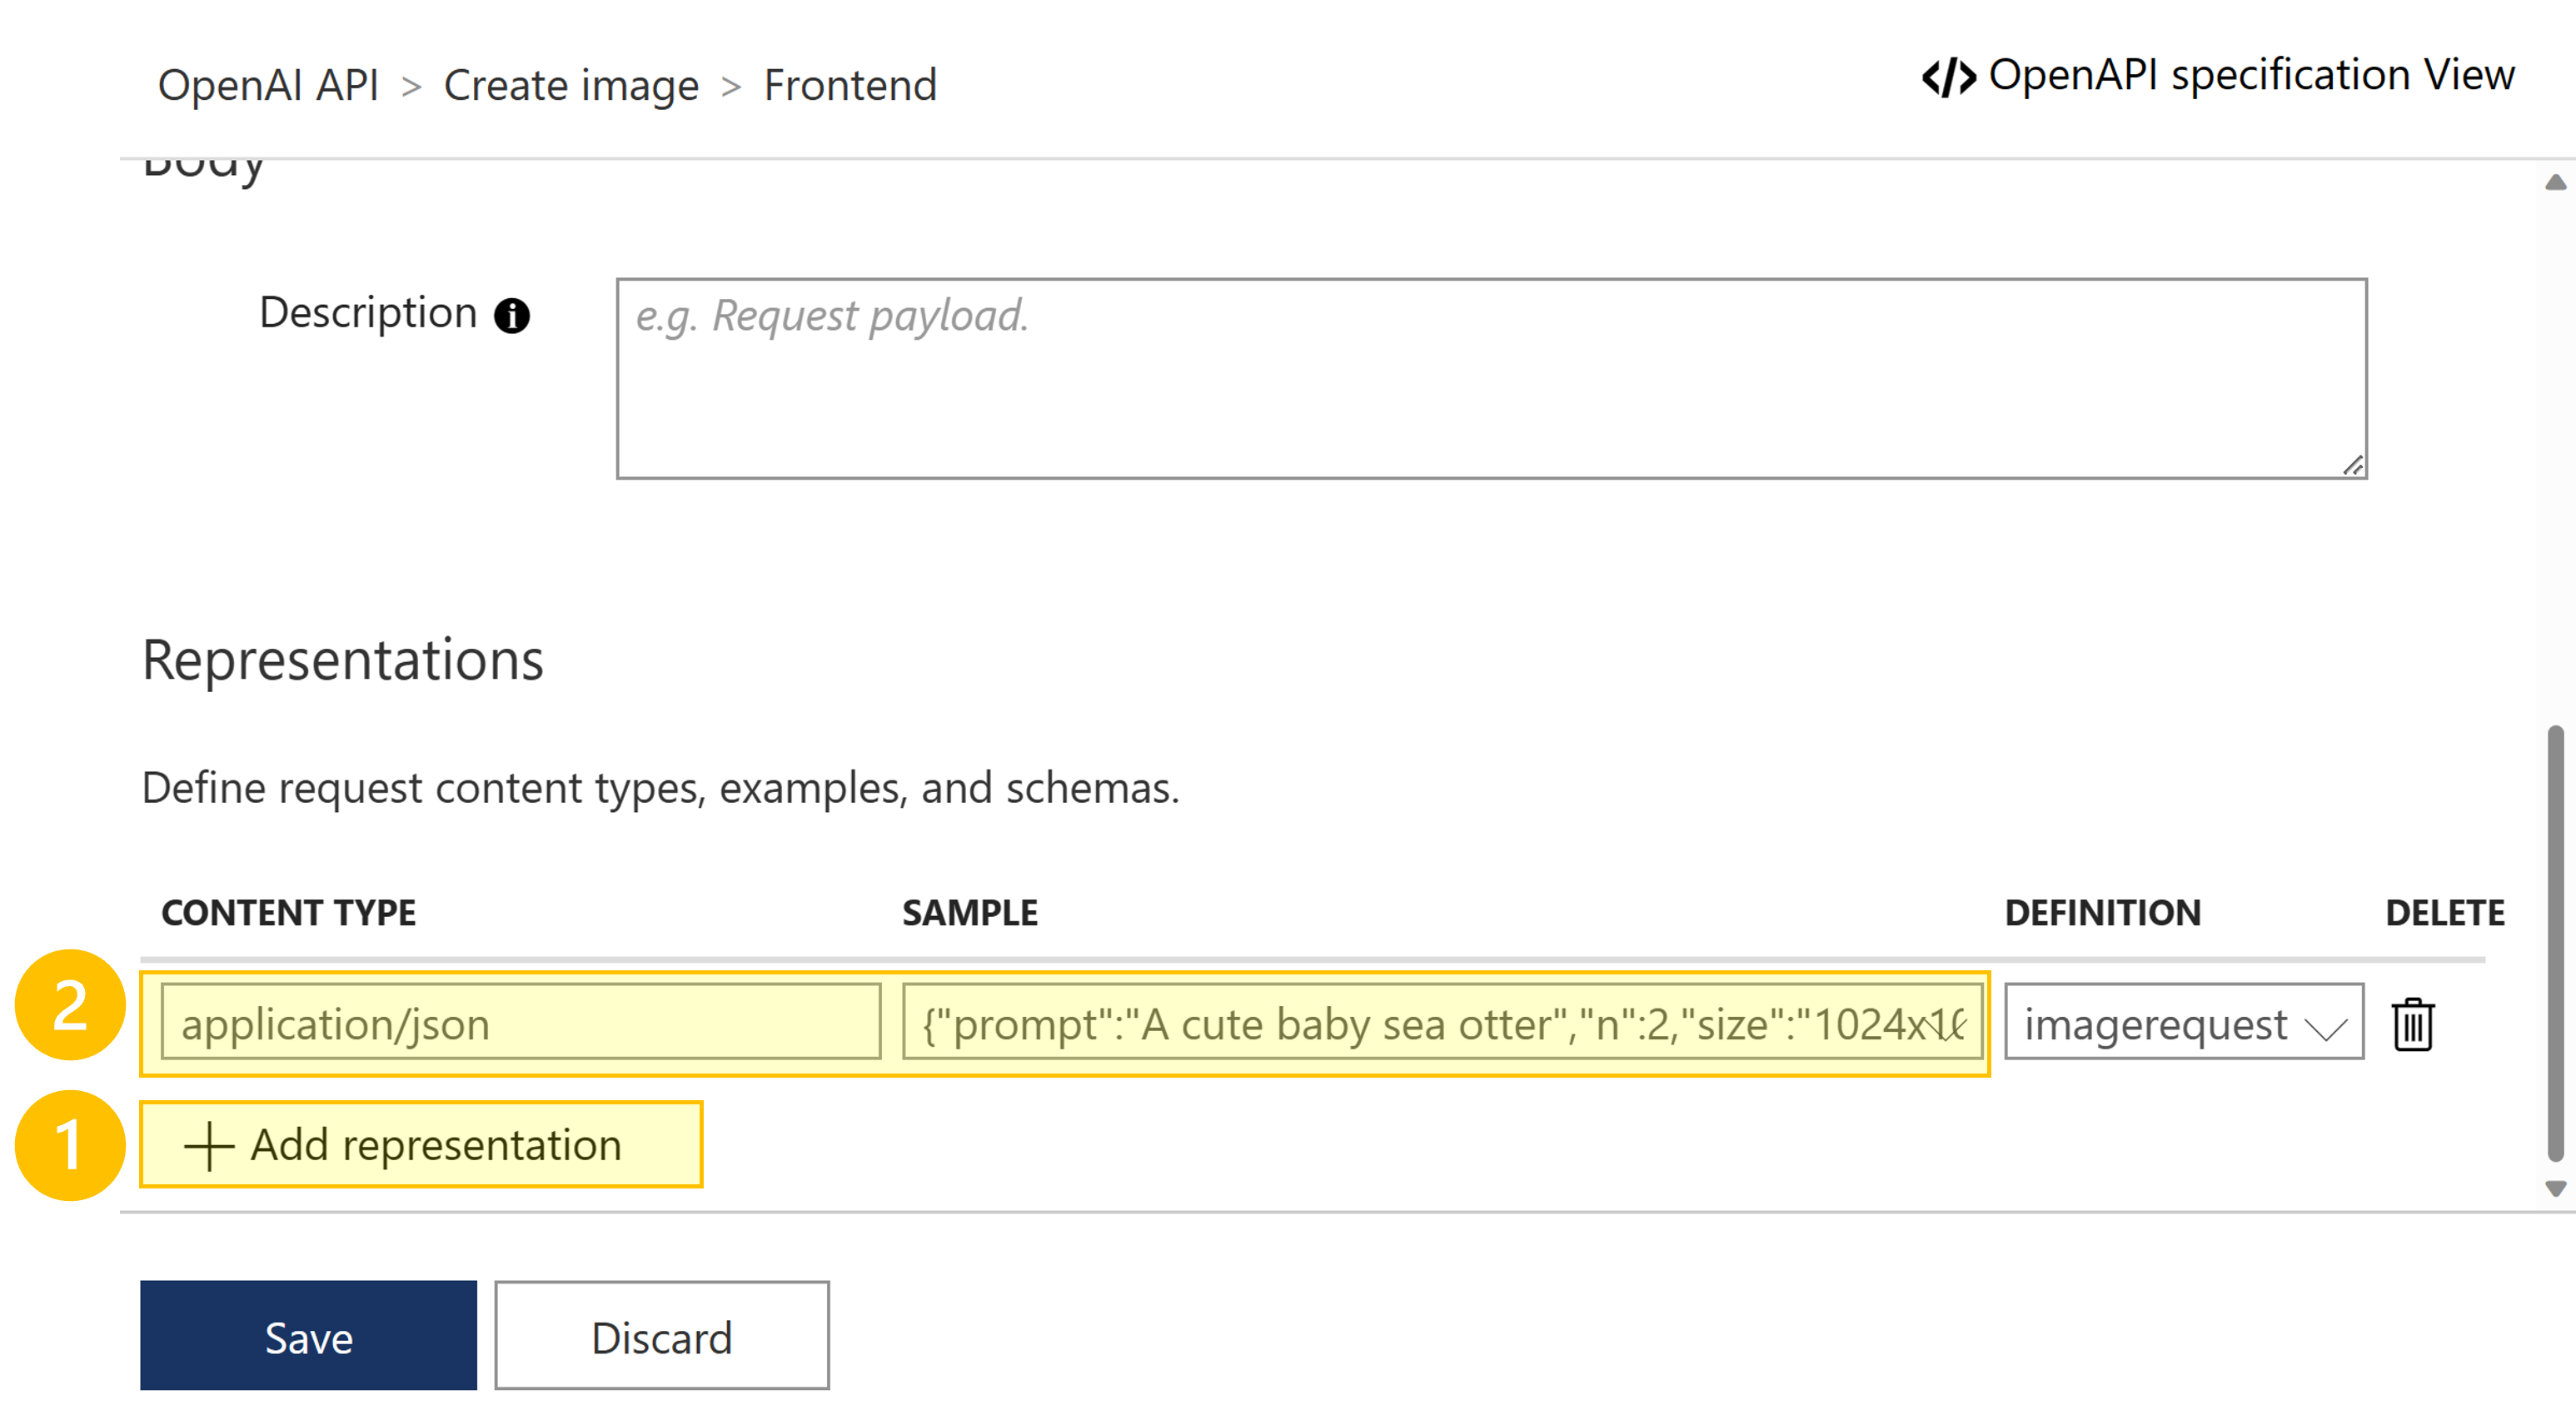 OpenAI API > Create image > Frontend
</> OpenAPI specification View
Body
Description
e.g. Request payload.
Representations
Define request content types, examples, and schemas.
CONTENT TYPE SAMPLE DEFINITION DELETE
2 application/json {"prompt":"A cute baby sea otter","n":2,"size":"1024x10 imagerequest
1 + Add representation
Save Discard